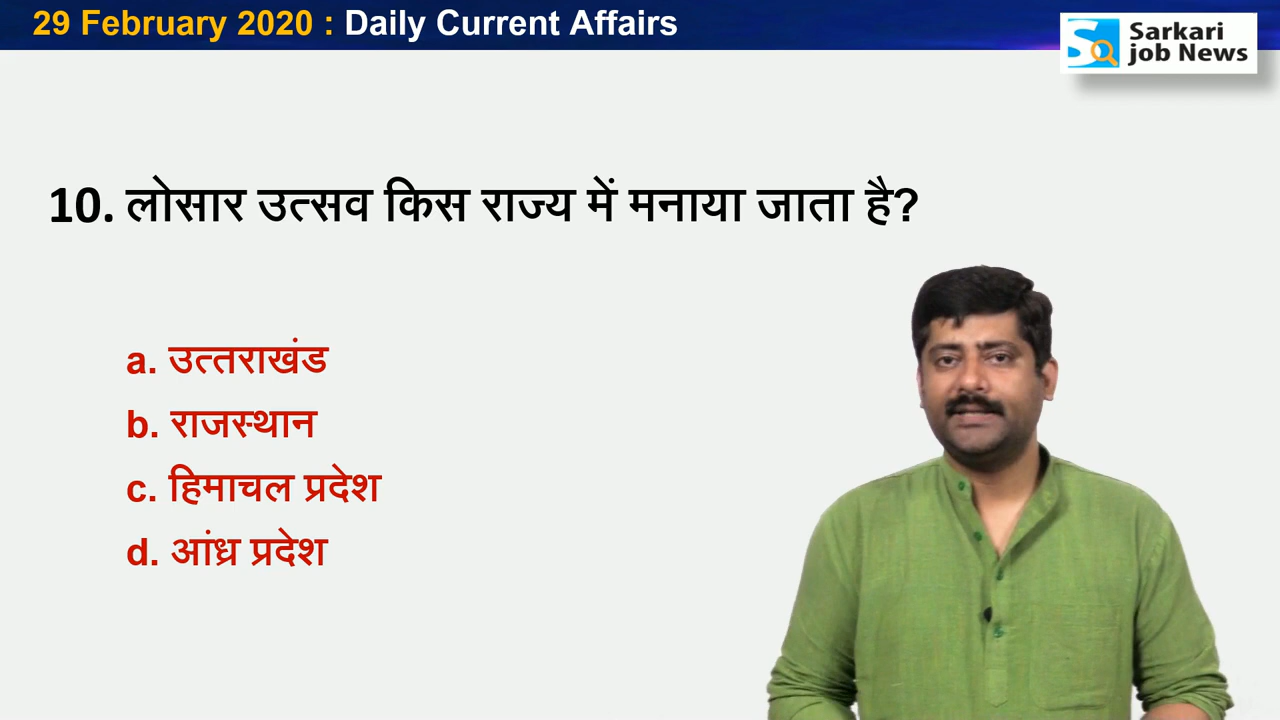 29 February 2020 : Daily Current Affairs
Sarkari
job News
10. लोसार उत्सव किस राज्य में मनाया जाता है?
a. उत्तराखंड
b. राजस्थान
c. हिमाचल प्रदेश
d. आंध्र प्रदेश